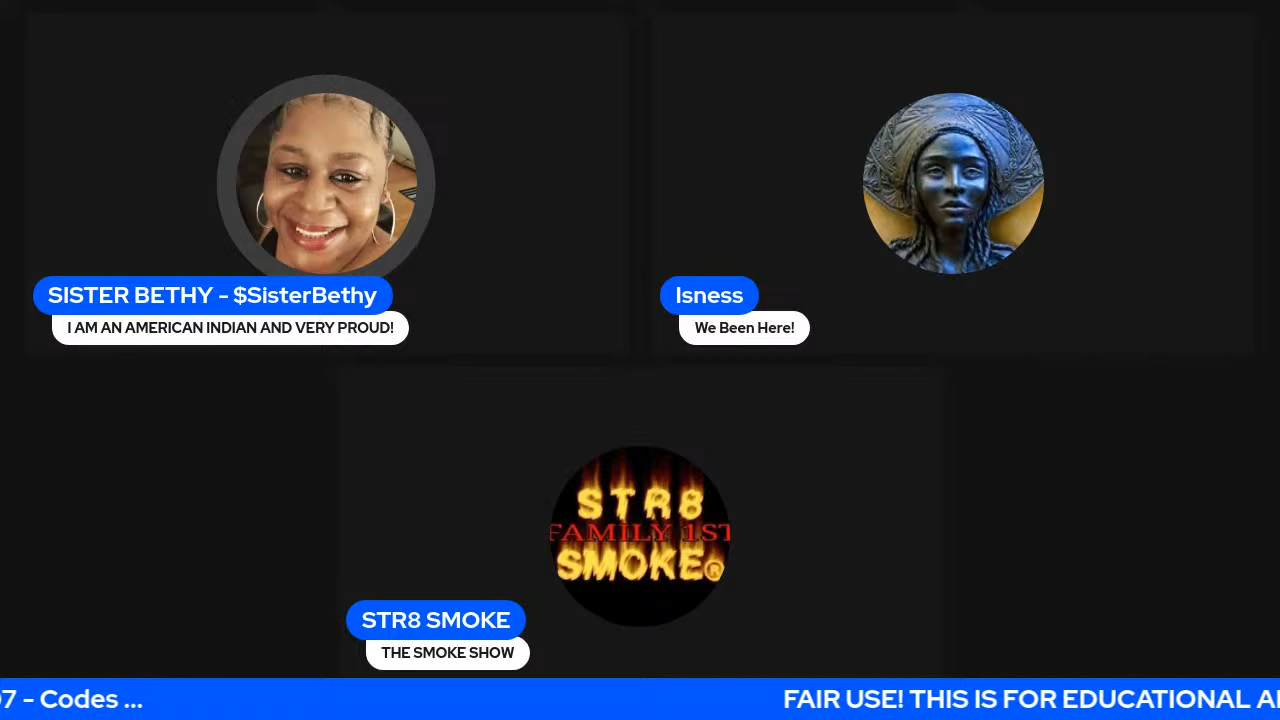 SISTER BETHY - $SisterBethy
I AM AN AMERICAN INDIAN AND VERY PROUD!
Isness
We Been Here!
STR8
FAMILY 1ST
SMOKE®
STR8 SMOKE
THE SMOKE SHOW
7 - Codes ... FAIR USE! THIS IS FOR EDUCATIONAL